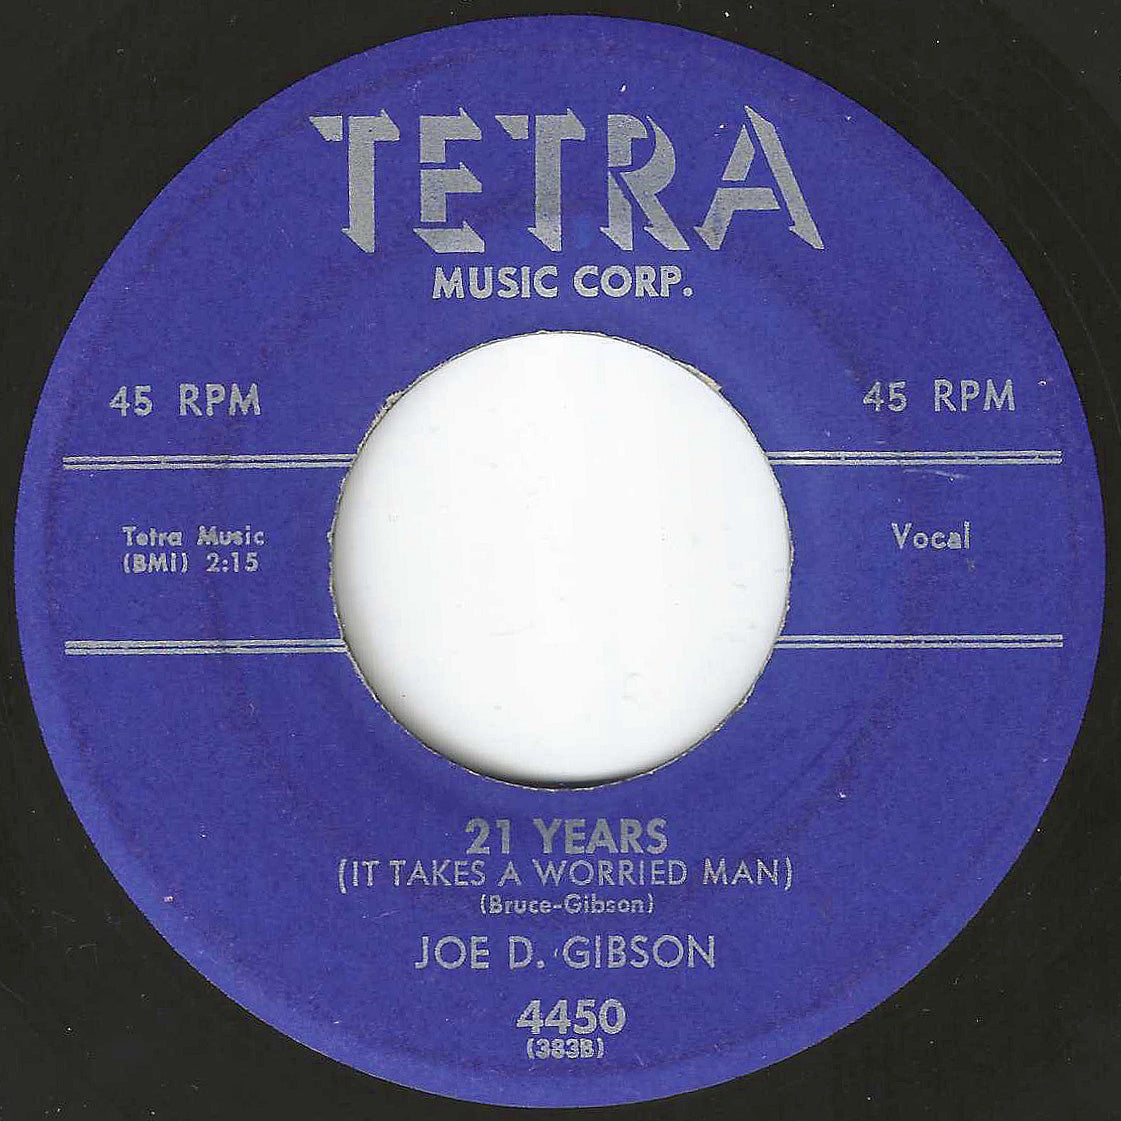 TETRA
MUSIC CORP.
45 RPM
45 RPM
Tetra Music
(BMI) 2:15
Vocal
21 YEARS
(IT TAKES A WORRIED MAN)
(Bruce-Gibson)
JOE D. GIBSON
4450
(383B)